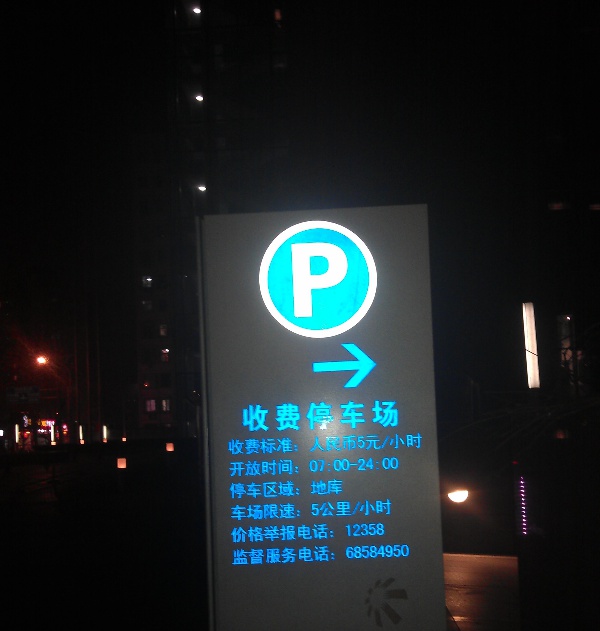 P
收费停车场
收费标准：人民币5元/小时
开放时间：07:00-24:00
停车区域：地库
车场限速：5公里/小时
价格举报电话：12358
监督服务电话：68584950